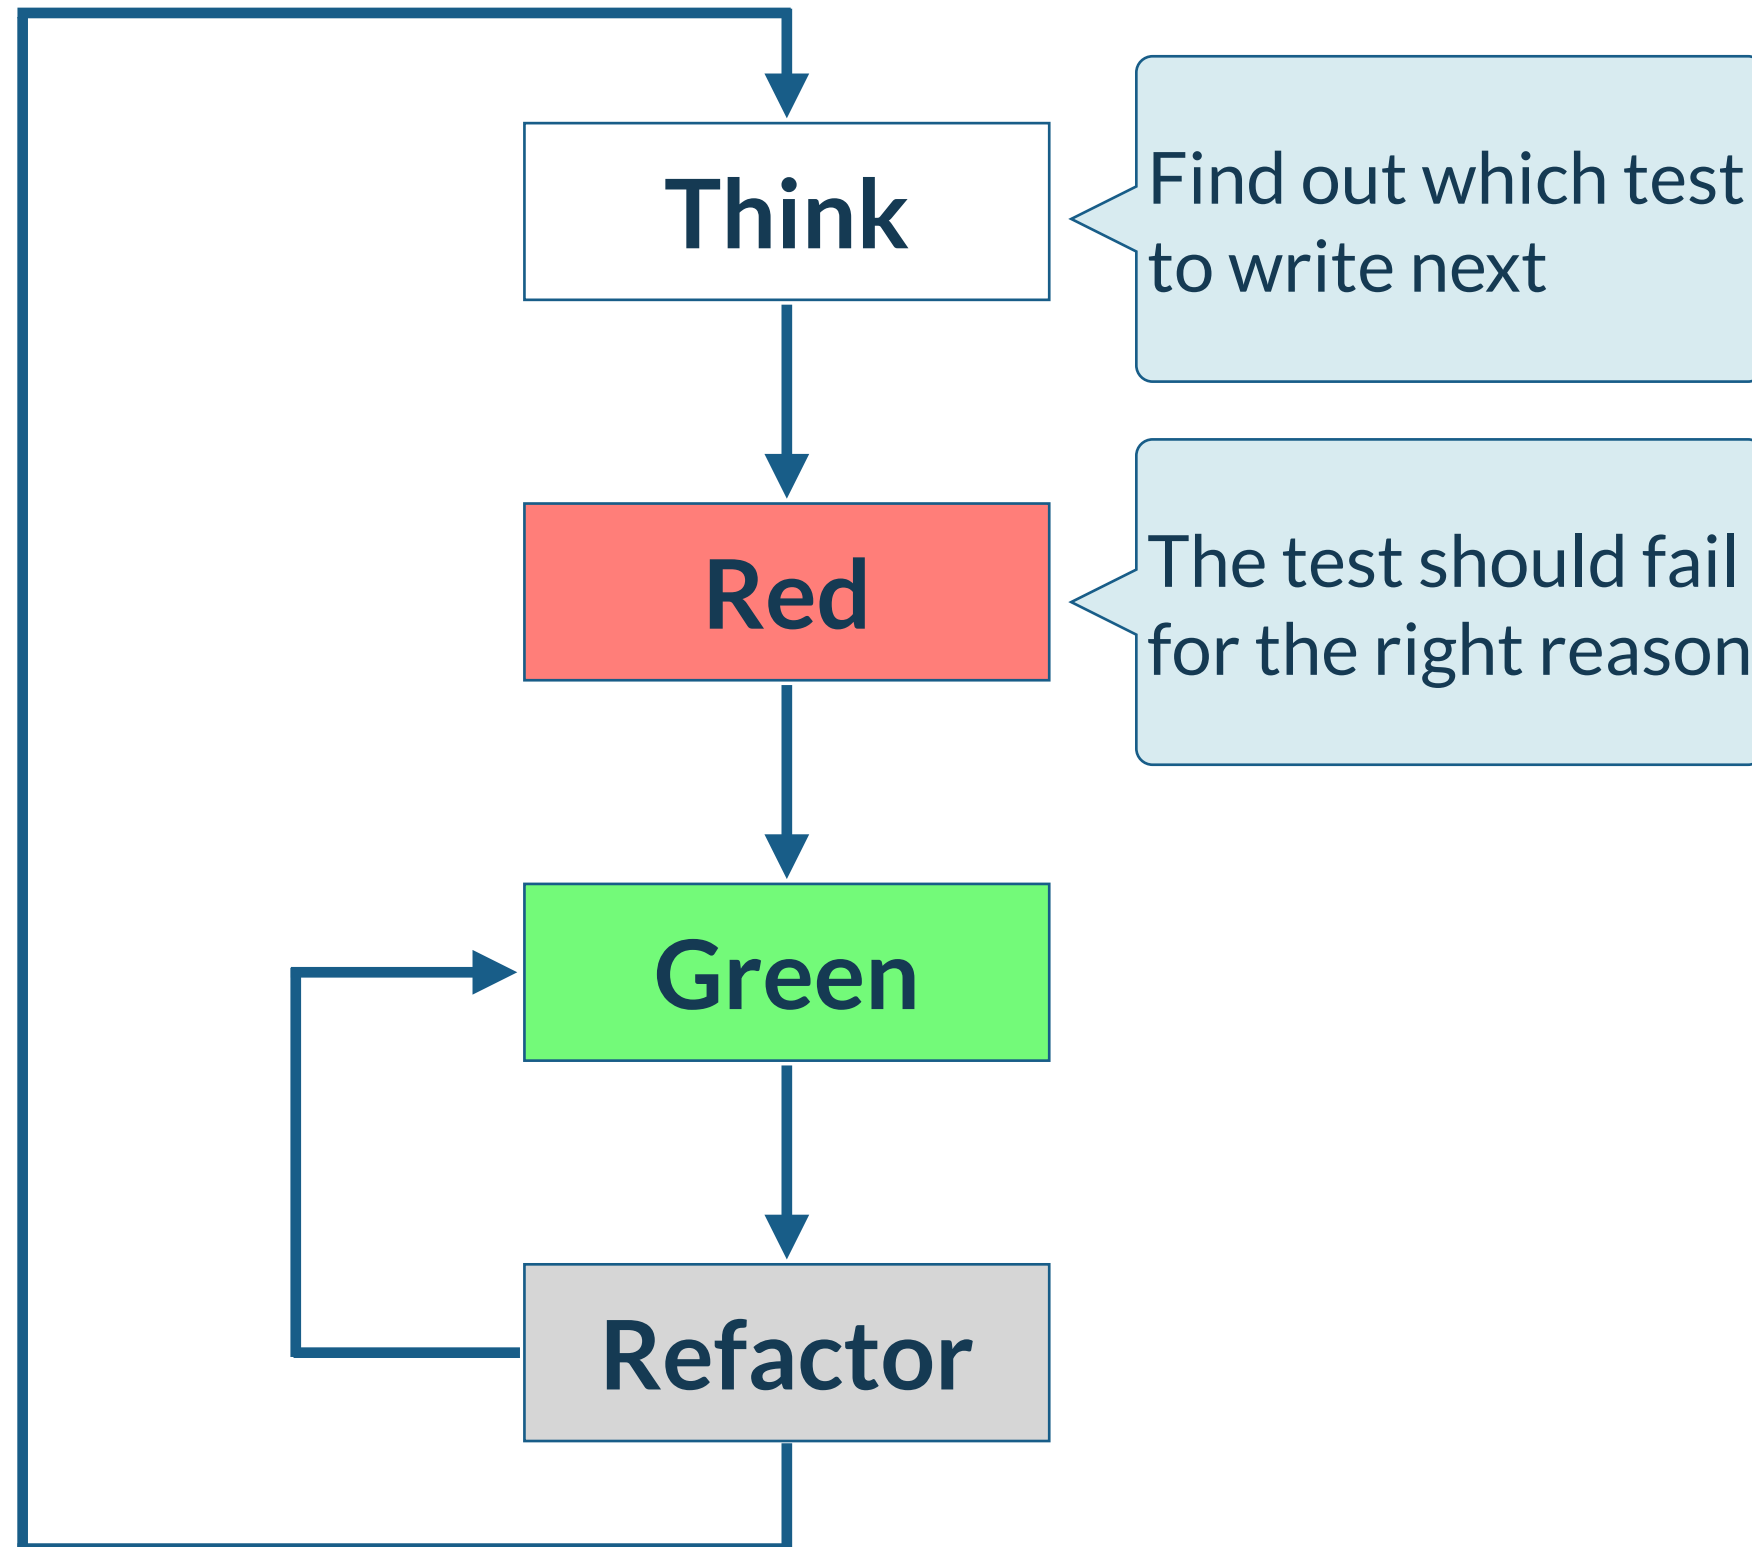 Think
Find out which test
to write next
Red
The test should fail
for the right reason
Green
Refactor